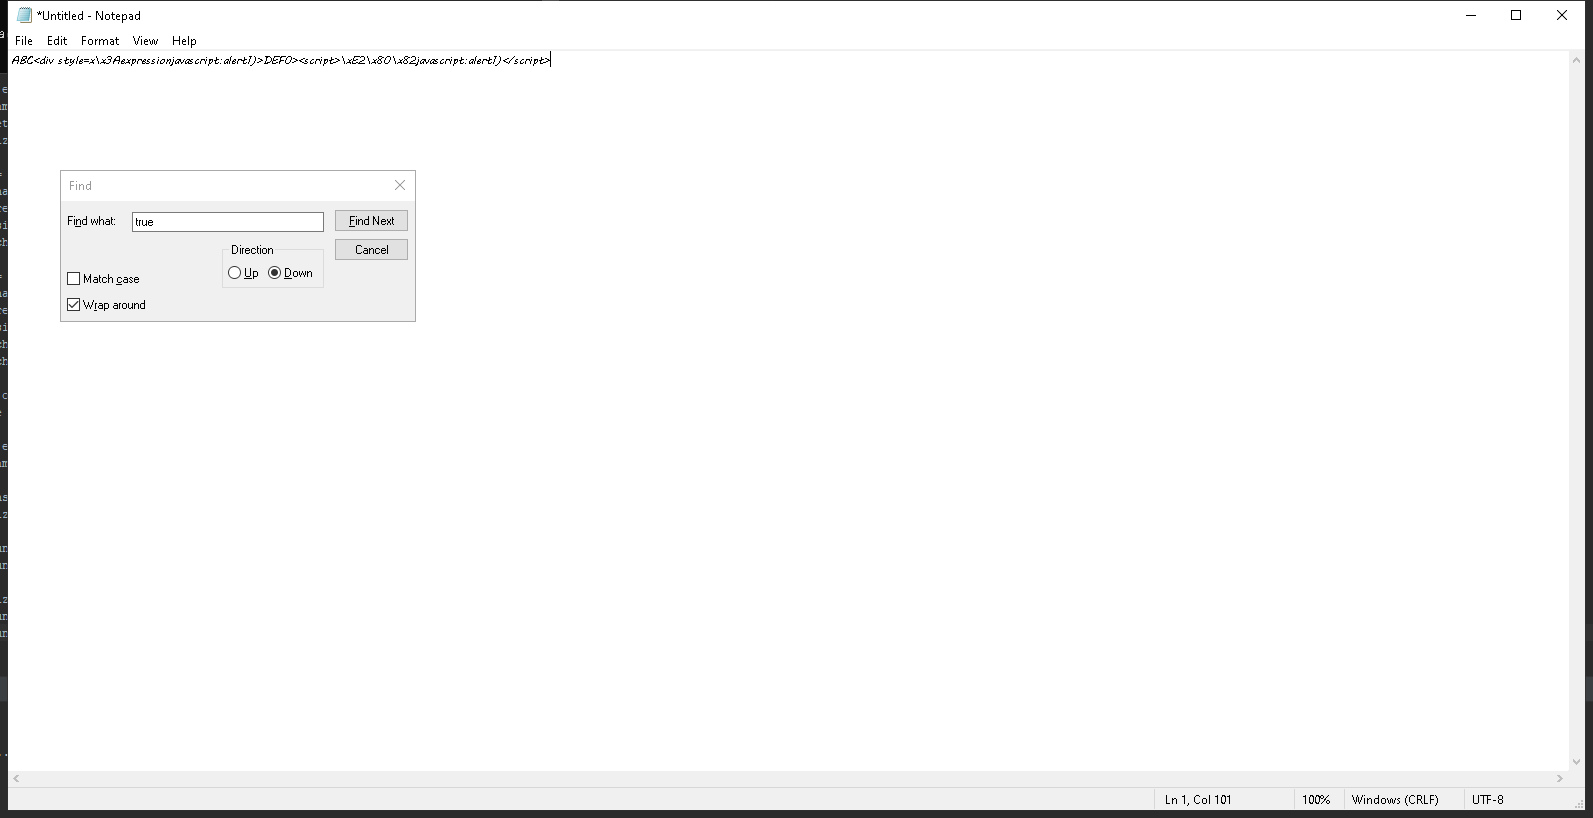 *Untitled - Notepad
File Edit Format View Help
ABC<div style=x\x3Aexpressionjavascript:alert1)>DEF0><script>\xE2\x80\x82javascript:alert1)</script>
Find
Find what: true Find Next
Direction Cancel
Up Down
Match case
Wrap around
Ln 1, Col 101 100% Windows (CRLF) UTF-8